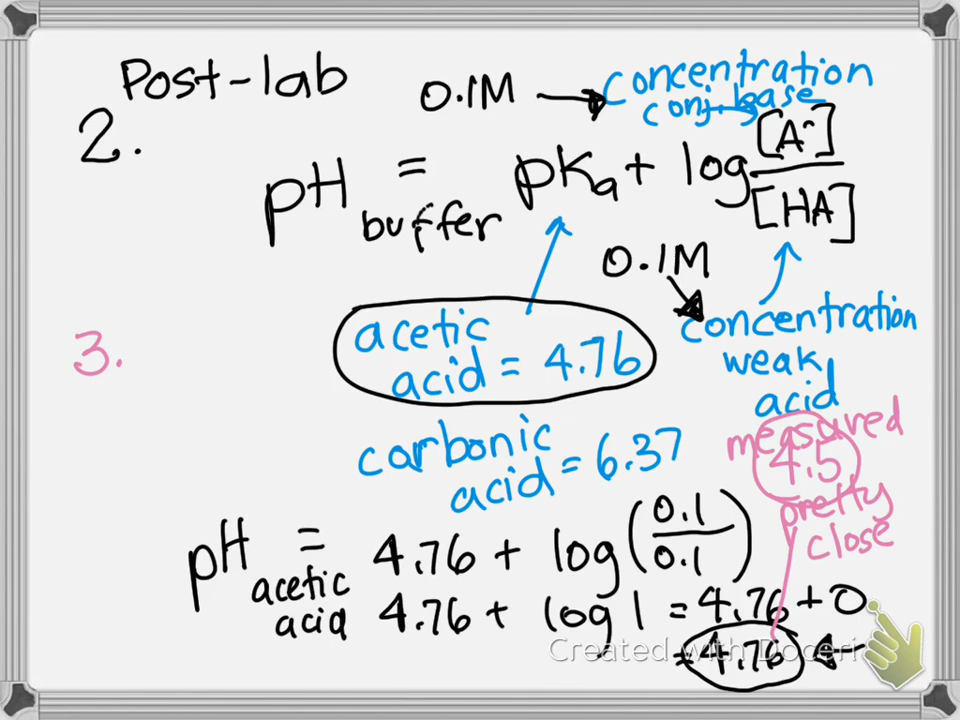 Post-lab
0.1M → concentration
conj. base
2.
pH buffer = pKa + log [A-]/[HA]
0.1M
concentration
weak
acid
3.
acetic
acid = 4.76
carbonic
acid = 6.37
measured
4.5
pretty
close
pH acetic acid = 4.76 + log (0.1/0.1)
4.76 + log 1 = 4.76 + 0
= 4.76
Created with Doceri